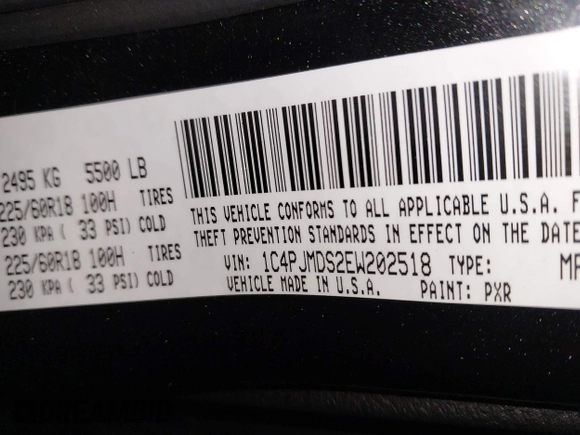 2495 KG 5500 LB
225/60R18 100H TIRES
230 KPA ( 33 PSI) COLD
225/60R18 100H TIRES
230 KPA ( 33 PSI) COLD
THIS VEHICLE CONFORMS TO ALL APPLICABLE U.S.A. F
THEFT PREVENTION STANDARDS IN EFFECT ON THE DATE
VIN: 1C4PJMDS2EW202518 TYPE: MP
VEHICLE MADE IN U.S.A. PAINT: PXR